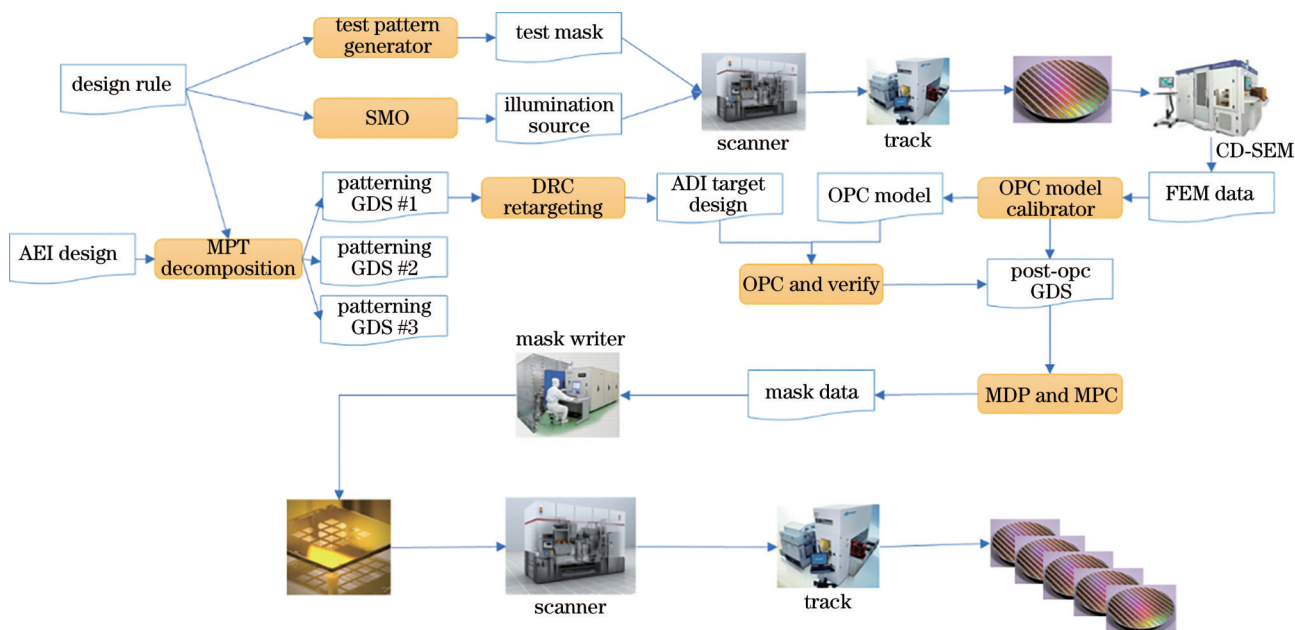 test pattern
generator
test mask
design rule
SMO
illumination
source
scanner
track
CD-SEM
patterning
GDS #1
DRC
retargeting
ADI target
design
OPC model
OPC model
calibrator
FEM data
AEI design
MPT
decomposition
patterning
GDS #2
patterning
GDS #3
OPC and verify
post-opc
GDS
mask writer
mask data
MDP and MPC
scanner
track